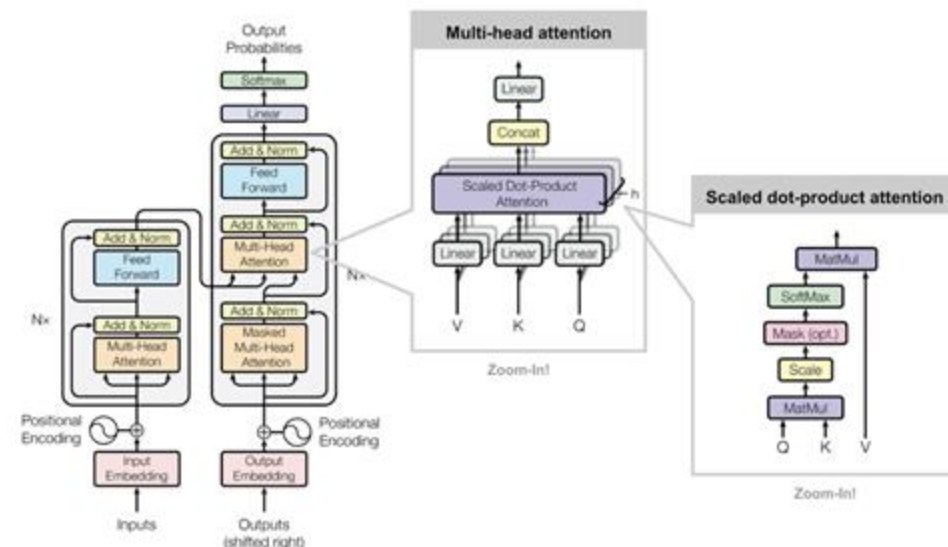 Output
Probabilities
Softmax
Linear
Add & Norm
Feed
Forward
Add & Norm
Multi-Head
Attention
Nx
Add & Norm
Masked
Multi-Head
Attention
Add & Norm
Feed
Forward
Nx
Add & Norm
Multi-Head
Attention
Positional
Encoding
Positional
Encoding
Input
Embedding
Output
Embedding
Inputs
Outputs
(shifted right)
Multi-head attention
Linear
Concat
Scaled Dot-Product
Attention
h
Linear
Linear
Linear
V
K
Q
Zoom-In!
Scaled dot-product attention
MatMul
SoftMax
Mask (opt.)
Scale
MatMul
Q
K
V
Zoom-In!